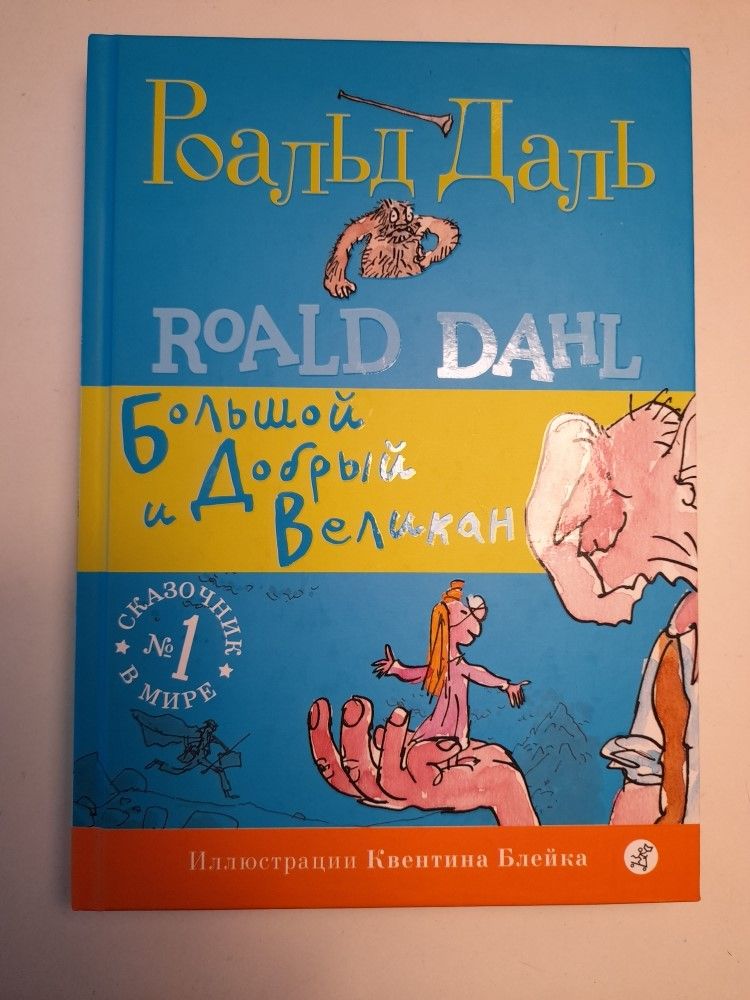 Роальд Даль
ROALD DAHL
Большой
и Добрый
Великан
СКАЗОЧНИК
№1
В МИРЕ
Иллюстрации Квентина Блейка